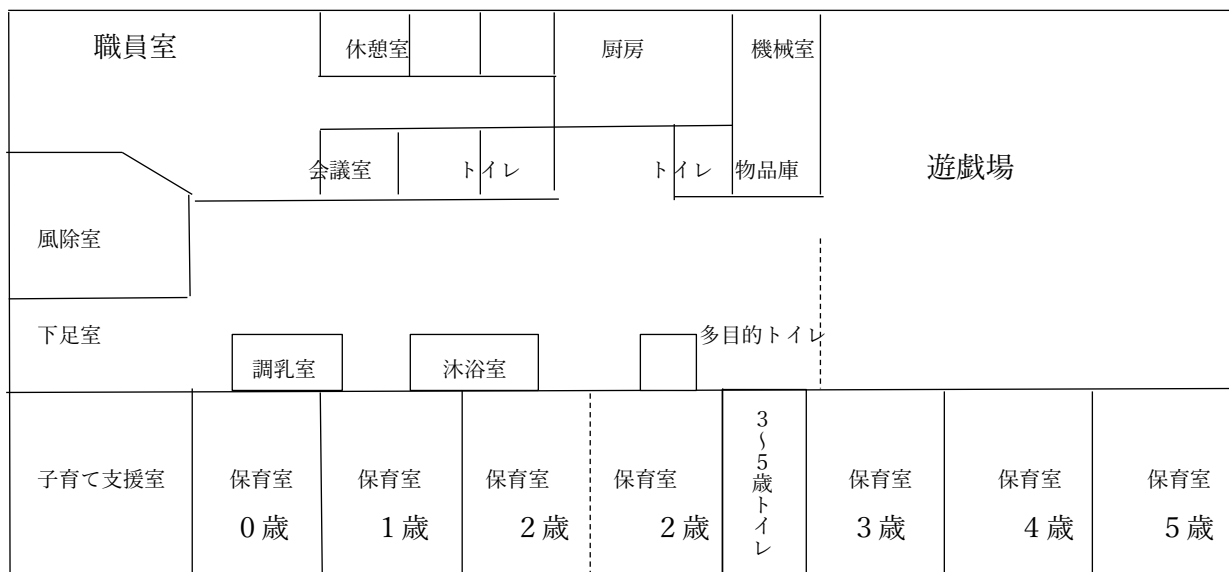 職員室
休憩室
厨房
機械室
会議室
トイレ
トイレ
物品庫
遊戯場
風除室
下足室
調乳室
沐浴室
多目的トイレ
子育て支援室
保育室
0歳
保育室
1歳
保育室
2歳
保育室
2歳
3～5歳トイレ
保育室
3歳
保育室
4歳
保育室
5歳